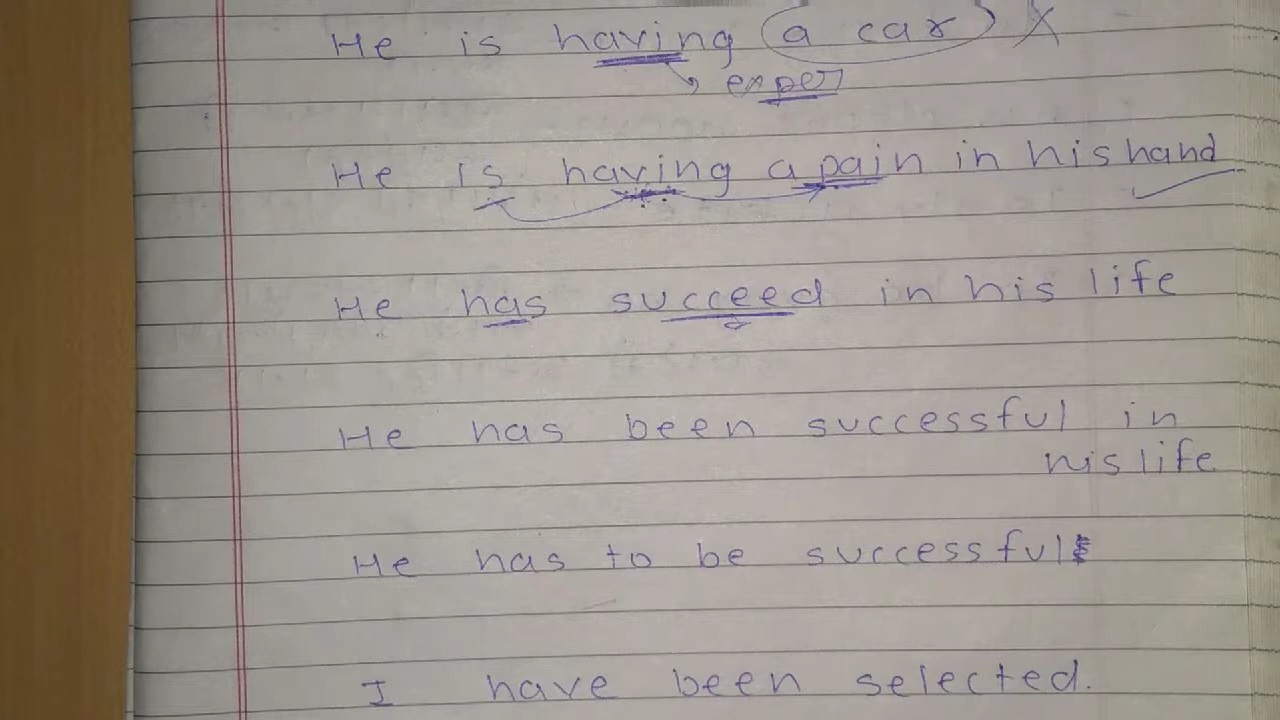 He is having a car X
exper
He is having a pain in his hand
He has succeed in his life
He has been successful in
his life
He has to be successful
I have been selected.